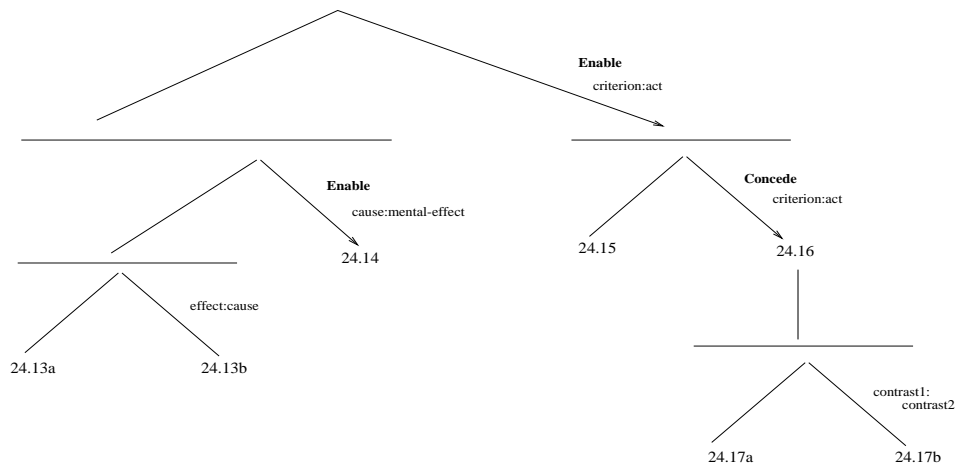 Enable
criterion:act
Enable
cause:mental-effect
Concede
criterion:act
24.14
24.15
24.16
effect:cause
24.13a
24.13b
contrast1:
contrast2
24.17a
24.17b